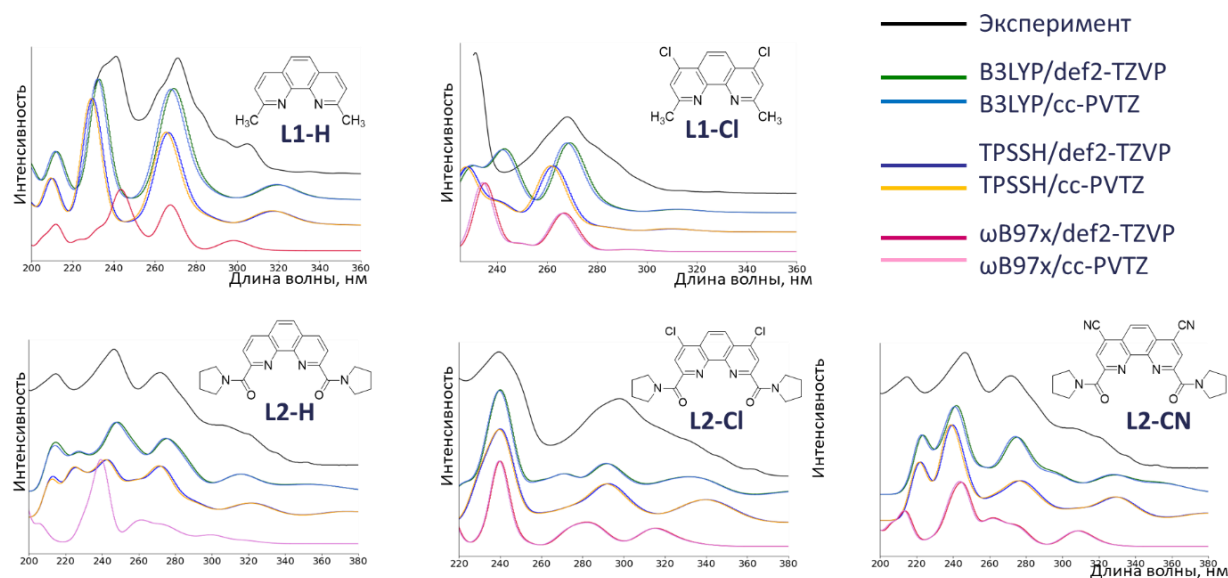 Интенсивность
H₃C
N
N
CH₃
L1-H
200 220 240 260 280 300 320 340 360
Длина волны, нм
Интенсивность
Cl
Cl
N
N
H₃C
CH₃
L1-Cl
240 260 280 300 320 340 360
Длина волны, нм
Эксперимент
B3LYP/def2-TZVP
B3LYP/cc-PVTZ
TPSSH/def2-TZVP
TPSSH/cc-PVTZ
ωB97x/def2-TZVP
ωB97x/cc-PVTZ
Интенсивность
N
N
N
N
O
O
L2-H
200 220 240 260 280 300 320 340 360 380
Интенсивность
Cl
Cl
N
N
N
N
O
O
L2-Cl
220 240 260 280 300 320 340 360 380
Интенсивность
CN
CN
N
N
N
N
O
O
L2-CN
200 220 240 260 280 300 320 340 360 380
Длина волны, нм